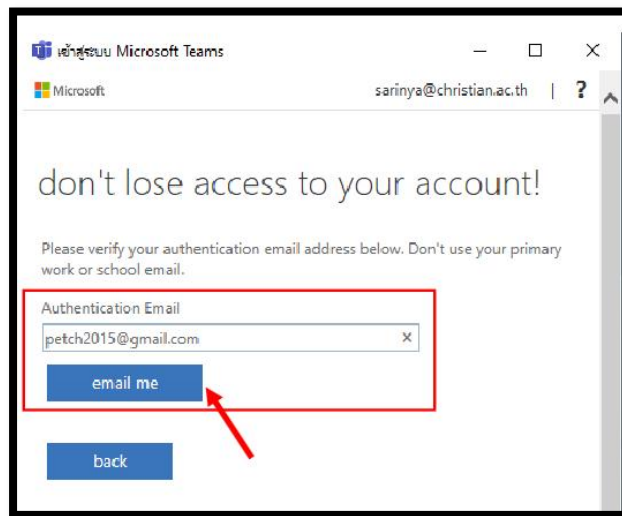 เข้าสู่ระบบ Microsoft Teams
Microsoft
sarinya@christian.ac.th | ?
don't lose access to your account!
Please verify your authentication email address below. Don't use your primary
work or school email.
Authentication Email
petch2015@gmail.com
email me
back